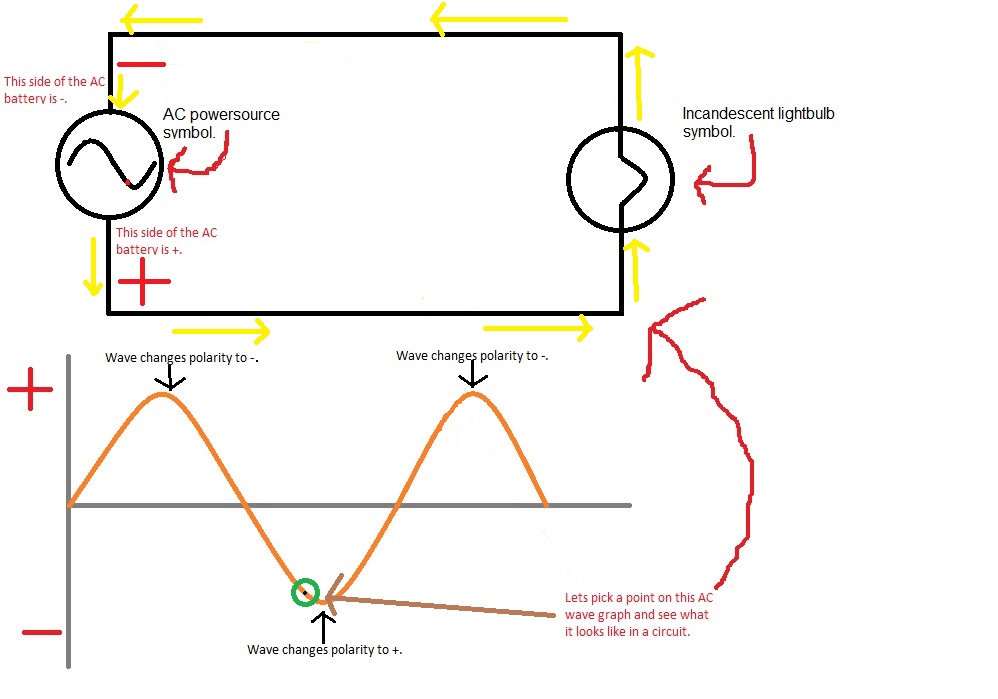 This side of the AC
battery is -.
AC powersource
symbol.
Incandescent lightbulb
symbol.
This side of the AC
battery is +.
Wave changes polarity to -.
Wave changes polarity to -.
Lets pick a point on this AC
wave graph and see what
it looks like in a circuit.
Wave changes polarity to +.